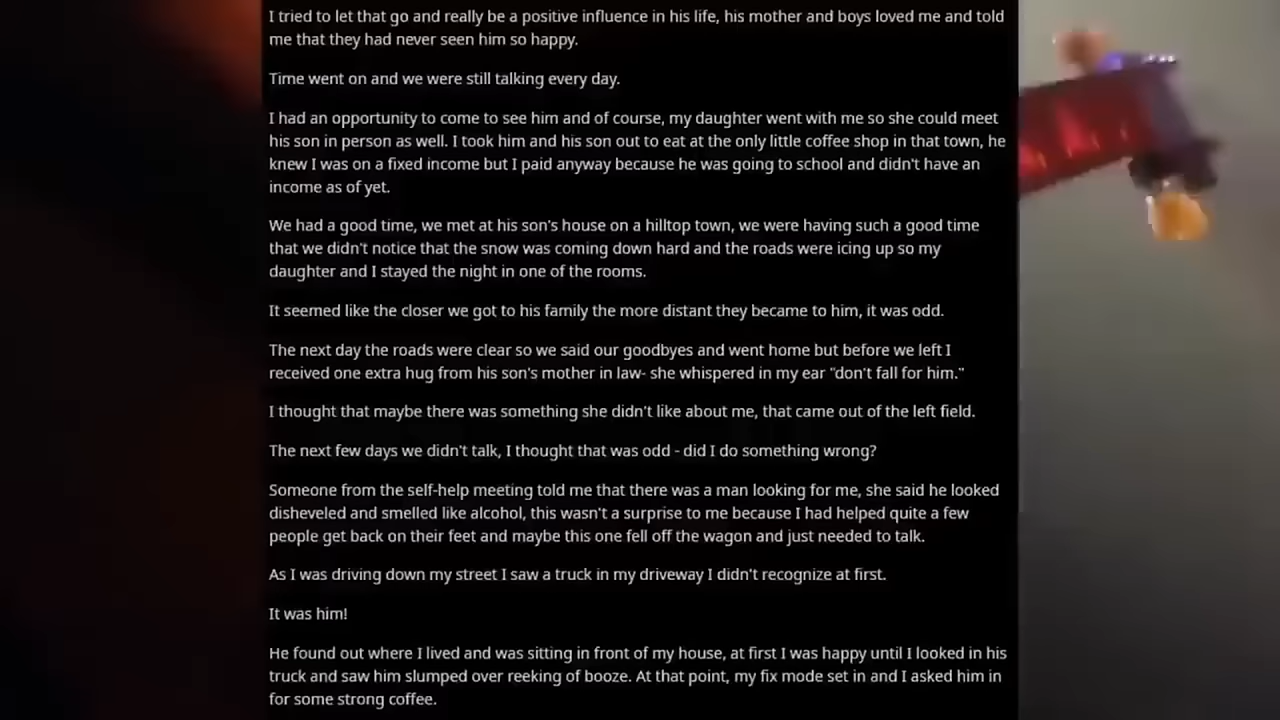 I tried to let that go and really be a positive influence in his life, his mother and boys loved me and told
me that they had never seen him so happy.
Time went on and we were still talking every day.
I had an opportunity to come to see him and of course, my daughter went with me so she could meet
his son in person as well. I took him and his son out to eat at the only little coffee shop in that town, he
knew I was on a fixed income but I paid anyway because he was going to school and didn't have an
income as of yet.
We had a good time, we met at his son's house on a hilltop town, we were having such a good time
that we didn't notice that the snow was coming down hard and the roads were icing up so my
daughter and I stayed the night in one of the rooms.
It seemed like the closer we got to his family the more distant they became to him, it was odd.
The next day the roads were clear so we said our goodbyes and went home but before we left I
received one extra hug from his son's mother in law- she whispered in my ear "don't fall for him."
I thought that maybe there was something she didn't like about me, that came out of the left field.
The next few days we didn't talk, I thought that was odd - did I do something wrong?
Someone from the self-help meeting told me that there was a man looking for me, she said he looked
disheveled and smelled like alcohol, this wasn't a surprise to me because I had helped quite a few
people get back on their feet and maybe this one fell off the wagon and just needed to talk.
As I was driving down my street I saw a truck in my driveway I didn't recognize at first.
It was him!
He found out where I lived and was sitting in front of my house, at first I was happy until I looked in his
truck and saw him slumped over reeking of booze. At that point, my fix mode set in and I asked him in
for some strong coffee.